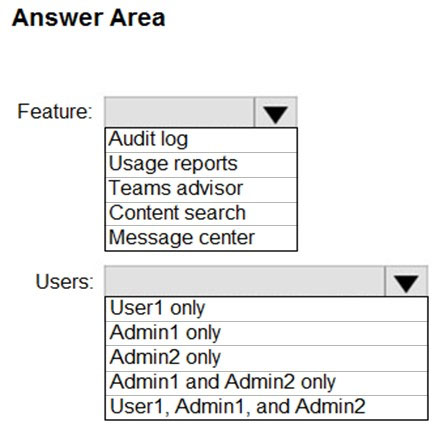 Answer Area
Feature:
Audit log
Usage reports
Teams advisor
Content search
Message center
Users:
User1 only
Admin1 only
Admin2 only
Admin1 and Admin2 only
User1, Admin1, and Admin2